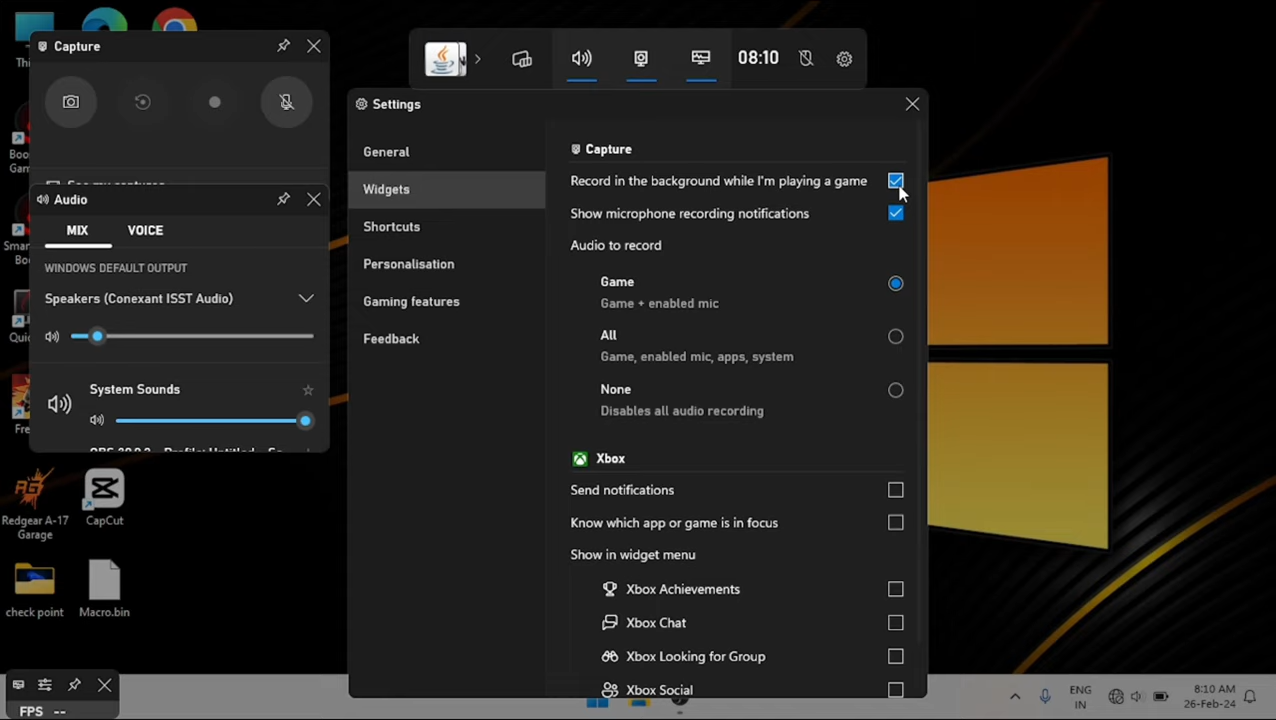 Capture
08:10
Settings
General
Widgets
Shortcuts
Personalisation
Gaming features
Feedback
Capture
Record in the background while I'm playing a game
Show microphone recording notifications
Audio to record
Game
Game + enabled mic
All
Game, enabled mic, apps, system
None
Disables all audio recording
Xbox
Send notifications
Know which app or game is in focus
Show in widget menu
Xbox Achievements
Xbox Chat
Xbox Looking for Group
Xbox Social
See my captures
Audio
MIX
VOICE
WINDOWS DEFAULT OUTPUT
Speakers (Conexant ISST Audio)
System Sounds
Redgear A-17
Garage
CapCut
check point
Macro.bin
FPS --
ENG
IN
8:10 AM
26-Feb-24